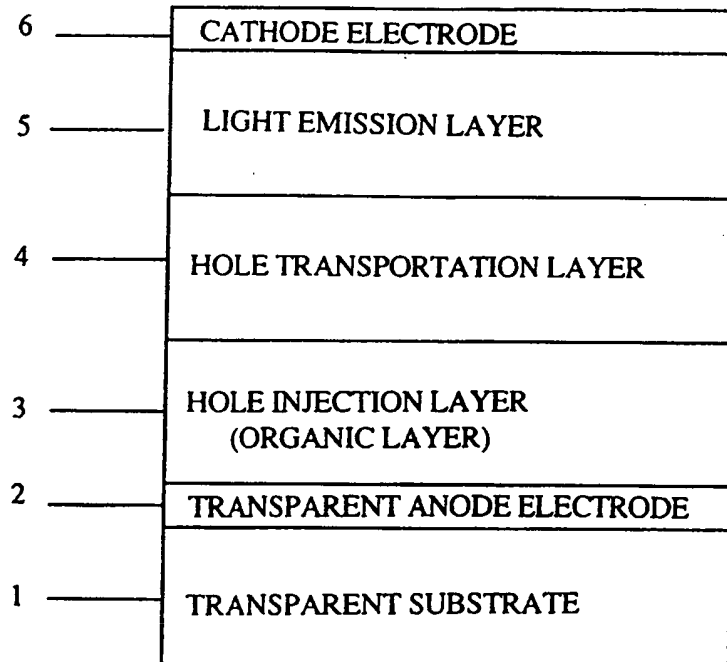 6 CATHODE ELECTRODE
5 LIGHT EMISSION LAYER
4 HOLE TRANSPORTATION LAYER
3 HOLE INJECTION LAYER
(ORGANIC LAYER)
2 TRANSPARENT ANODE ELECTRODE
1 TRANSPARENT SUBSTRATE